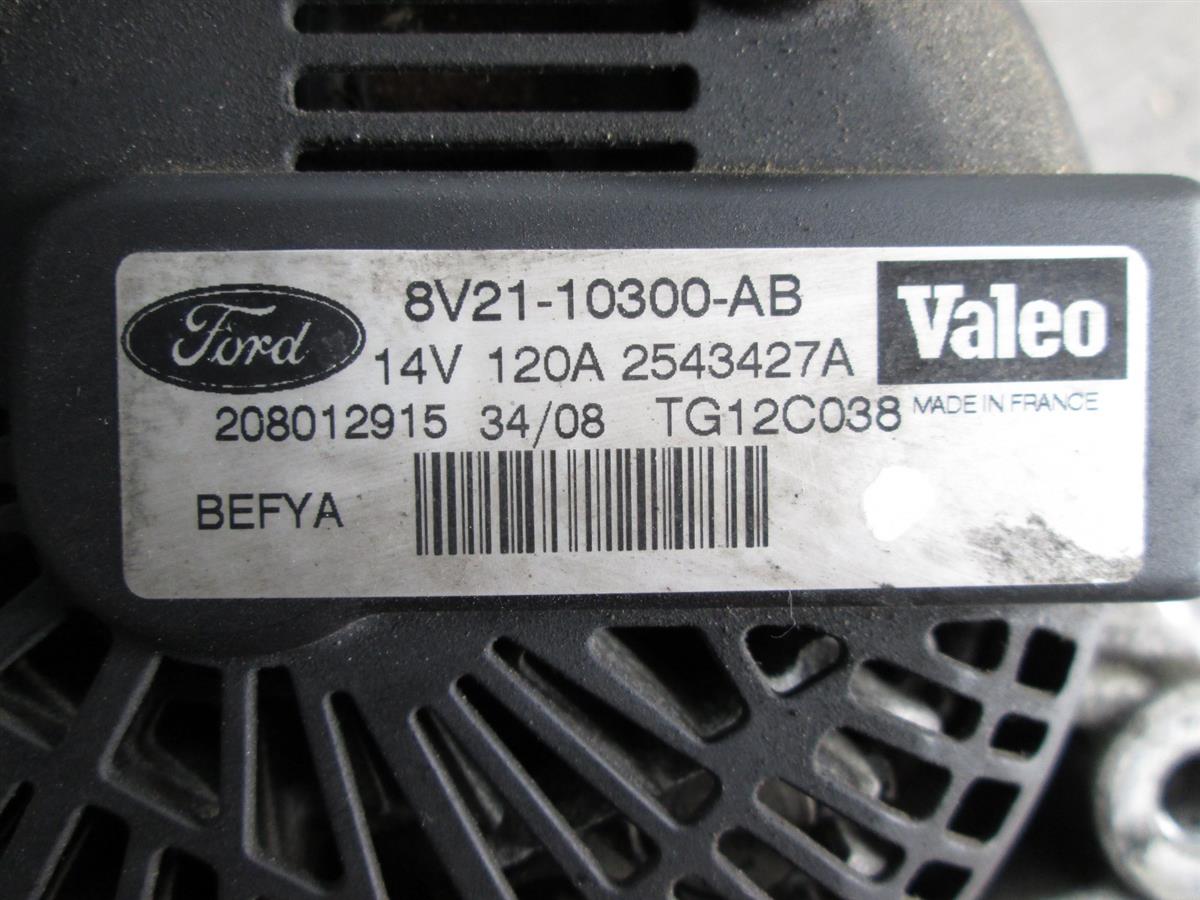 Ford
8V21-10300-AB
Valeo
14V 120A 2543427A
208012915 34/08 TG12C038 MADE IN FRANCE
BEFYA